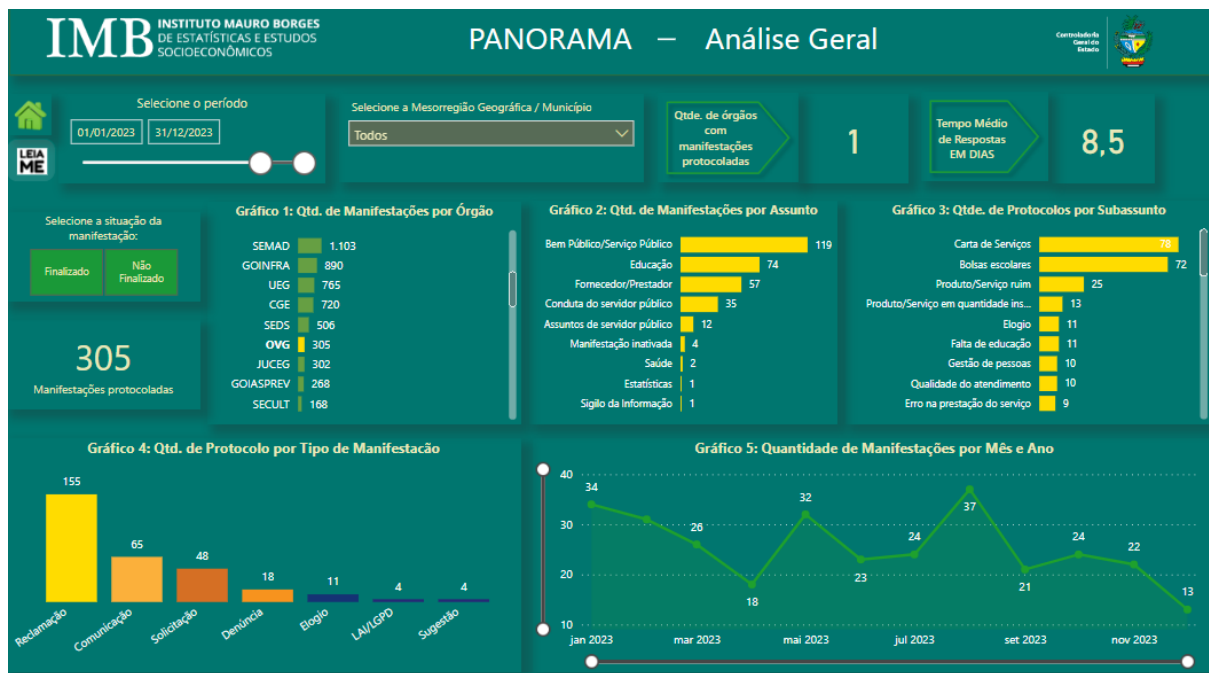 IMB
INSTITUTO MAURO BORGES
DE ESTATÍSTICAS E ESTUDOS
SOCIOECONÔMICOS
PANORMA – Análise Geral
Controladoria
Geral do
Estado
LEIA
ME
Selecione o período
01/01/2023 31/12/2023
Selecione a Mesorregião Geográfica / Município
Todos
Qtde. de órgãos
com
manifestações
protocoladas
1
Tempo Médio
de Respostas
EM DIAS
8,5
Selecione a situação da
manifestação:
Finalizado
Não
Finalizado
305
Manifestações protocoladas
Gráfico 1: Qtd. de Manifestações por Órgão
SEMAD 1.103
GOINFRA 890
UEG 765
CGE 720
SEDS 506
OVG 305
JUCEG 302
GOIASPREV 268
SECULT 168
Gráfico 2: Qtd. de Manifestações por Assunto
Bem Público/Serviço Público 119
Educação 74
Fornecedor/Prestador 57
Conduta do servidor público 35
Assuntos de servidor público 12
Manifestação inativada 4
Saúde 2
Estatísticas 1
Sigilo da Informação 1
Gráfico 3: Qtde. de Protocolos por Subassunto
Carta de Serviços 78
Bolsas escolares 72
Produto/Serviço ruim 25
Produto/Serviço em quantidade ins... 13
Elogio 11
Falta de educação 11
Gestão de pessoas 10
Qualidade do atendimento 10
Erro na prestação do serviço 9
Gráfico 4: Qtd. de Protocolo por Tipo de Manifestacão
155
65
48
18
11
4
4
Reclamação
Comunicação
Solicitação
Denúncia
Elogio
LAI/LGPD
Sugestão
Gráfico 5: Quantidade de Manifestações por Mês e Ano
40
30
20
10
34
26
18
32
23
24
37
21
24
22
13
jan 2023
mar 2023
mai 2023
jul 2023
set 2023
nov 2023